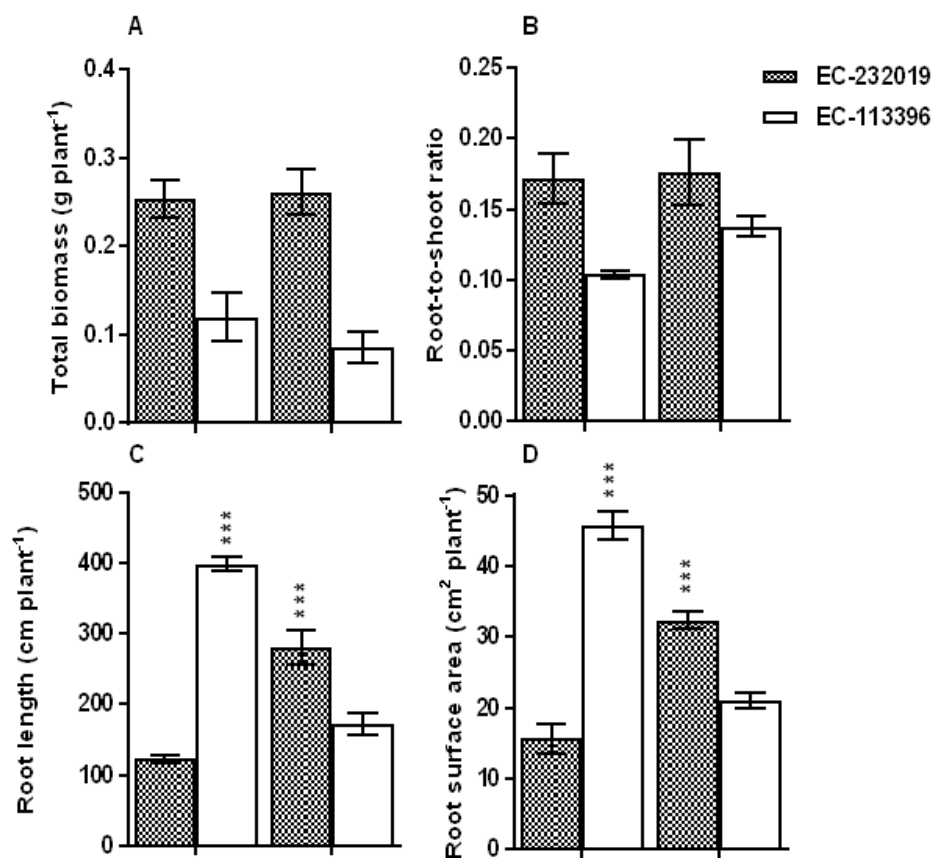 A
Total biomass (g plant⁻¹)
0.4
0.3
0.2
0.1
0.0
B
Root-to-shoot ratio
0.25
0.20
0.15
0.10
0.05
0.00
EC-232019
EC-113396
C
Root length (cm plant⁻¹)
500
400
300
200
100
0
***
***
D
Root surface area (cm² plant⁻¹)
50
40
30
20
10
0
***
***